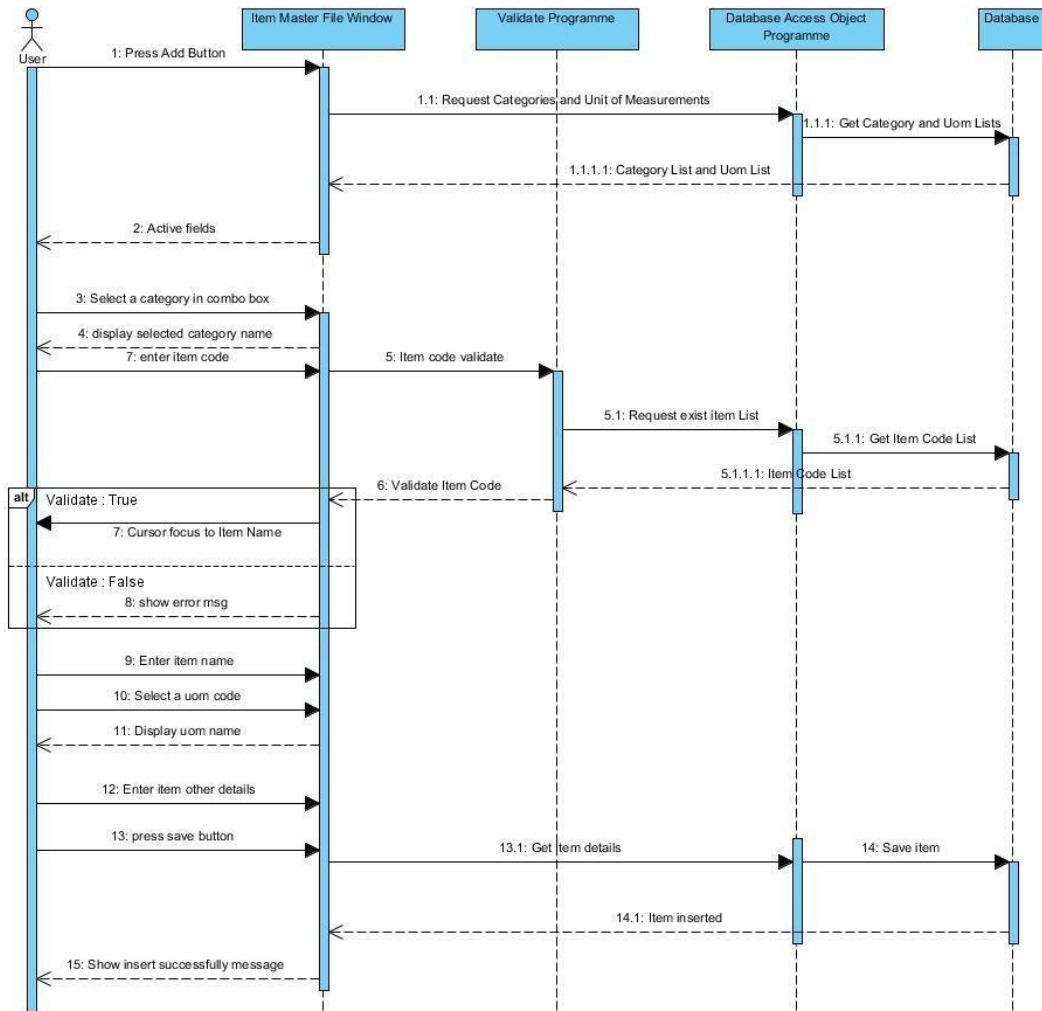 Item Master File Window
Validate Programme
Database Access Object
Programme
Database
User
1: Press Add Button
1.1: Request Categories and Unit of Measurements
1.1.1: Get Category and Uom Lists
1.1.1.1: Category List and Uom List
2: Active fields
3: Select a category in combo box
4: display selected category name
7: enter item code
5: Item code validate
5.1: Request exist item List
5.1.1: Get Item Code List
5.1.1.1: Item Code List
6: Validate Item Code
alt
Validate : True
7: Cursor focus to Item Name
Validate : False
8: show error msg
9: Enter item name
10: Select a uom code
11: Display uom name
12: Enter item other details
13: press save button
13.1: Get item details
14: Save item
14.1: Item inserted
15: Show insert successfully message